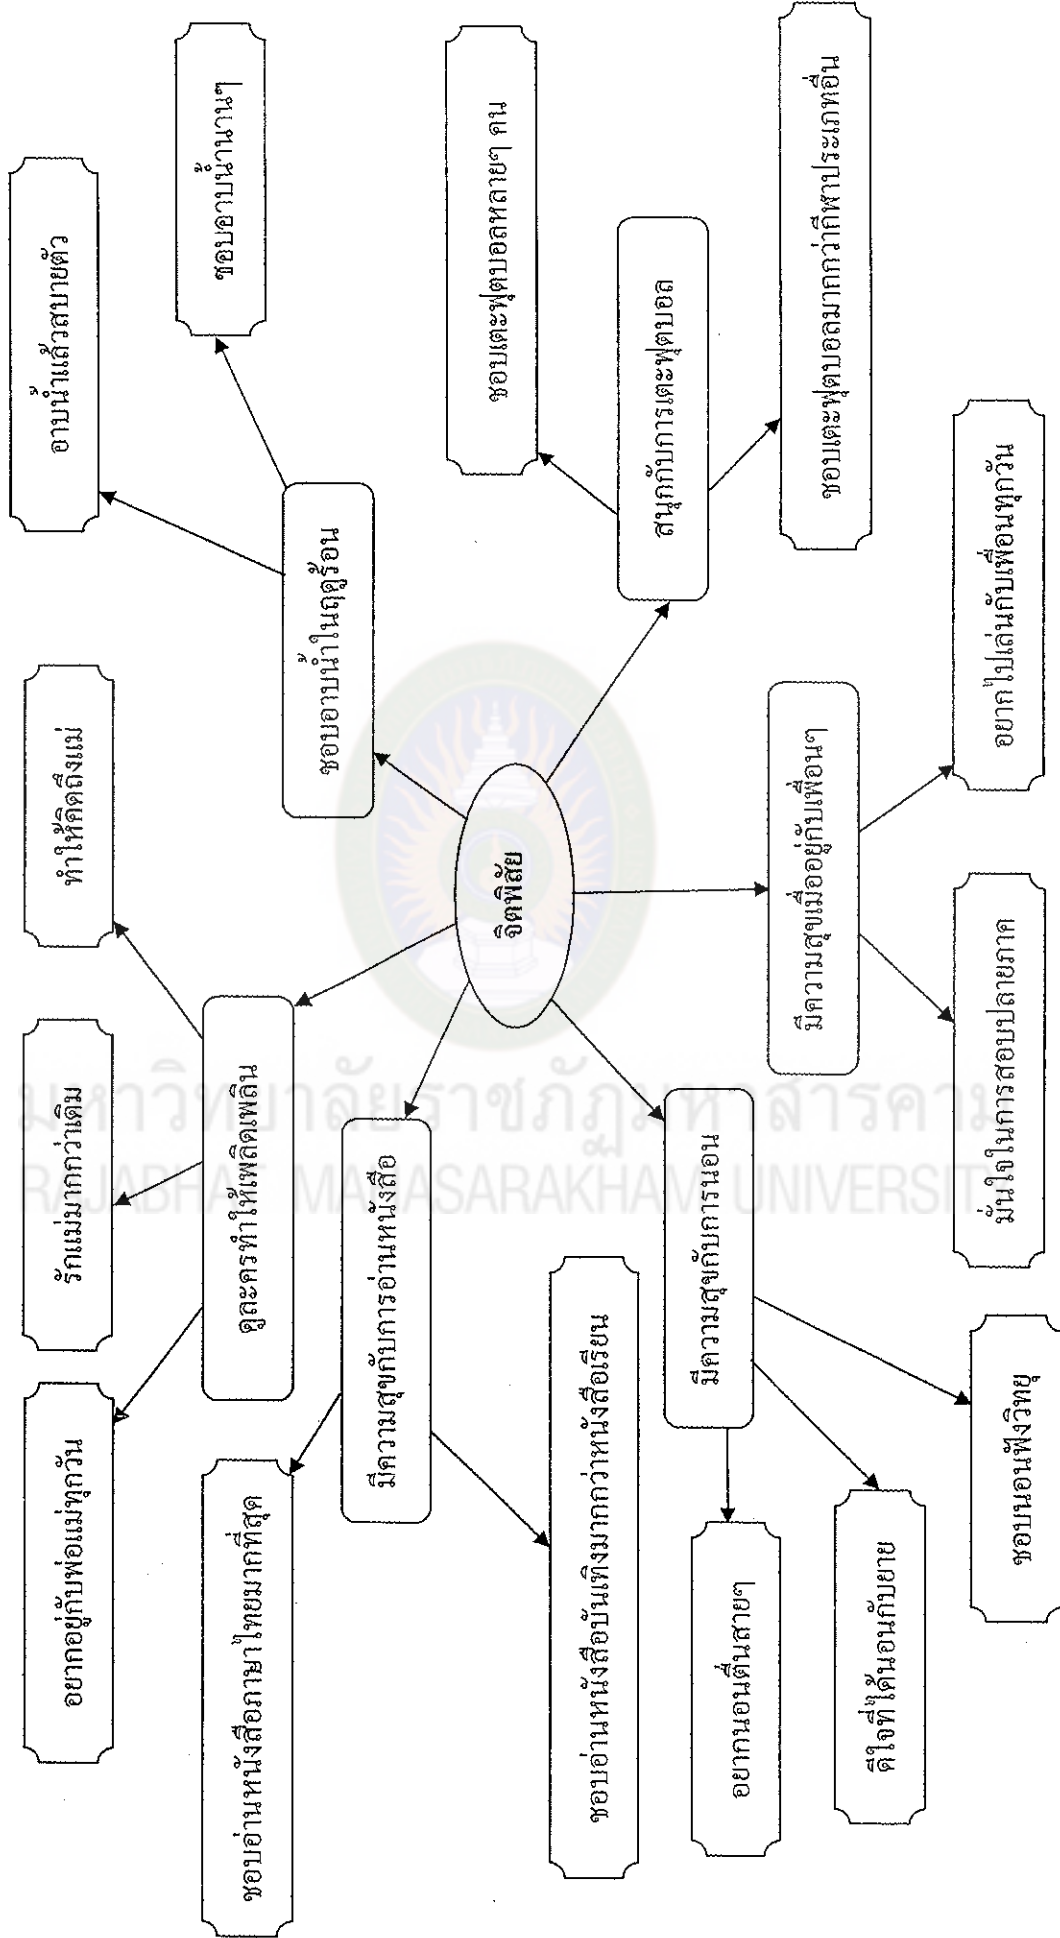 อยากอยู่กับพ่อแม่ทุกวัน
รักแม่มากกว่าเดิม
ทำให้คิดถึงแม่
อาบน้ำแล้วสบายตัว
ชอบอาบน้ำนานๆ
ชอบอ่านหนังสือภาษาไทยมากที่สุด
ดูละครทำให้เพลิดเพลิน
ชอบอาบน้ำในฤดูร้อน
มีความสุขกับการอ่านหนังสือ
จิตพิสัย
ชอบเตะฟุตบอลหลายๆ คน
ชอบอ่านหนังสือบันเทิงมากกว่าหนังสือเรียน
สนุกกับการเตะฟุตบอล
มีความสุขกับการนอน
อยากนอนตื่นสายๆ
มีความสุขเมื่ออยู่กับเพื่อนๆ
ชอบเตะฟุตบอลมากกว่ากีฬาประเภทอื่น
ดีใจที่ได้นอนกับยาย
ชอบนอนฟังวิทยุ
มั่นใจในการสอบปลายภาค
อยากไปเล่นกับเพื่อนทุกวัน
มหาวิทยาลัยราชภัฏมหาสารคาม
RAJABHAT MAHASARAKHAM UNIVERSITY